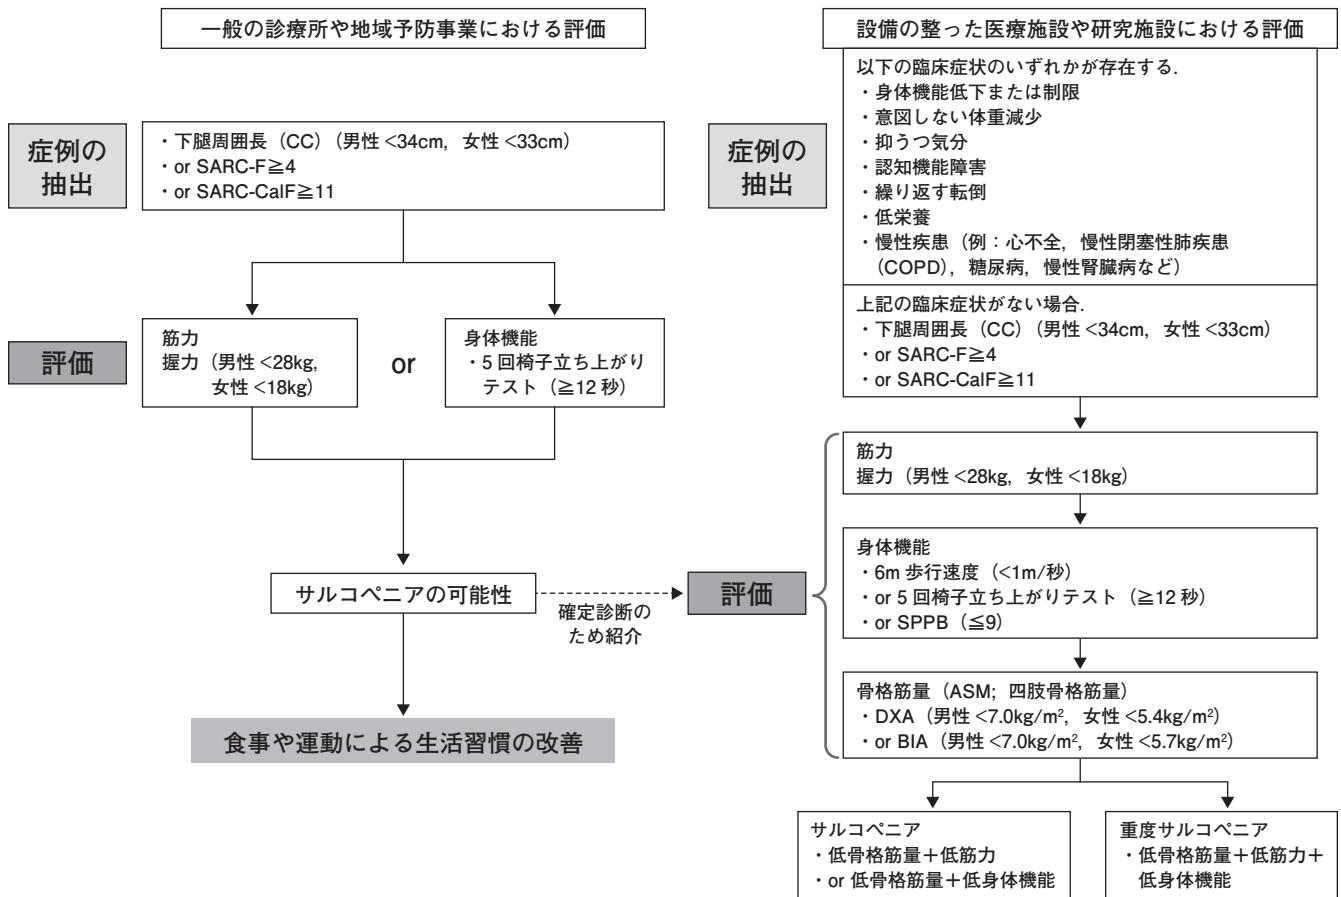 一般の診療所や地域予防事業における評価
症例の
抽出
・下腿周囲長（CC）（男性 <34cm, 女性 <33cm）
・or SARC-F≧4
・or SARC-CalF≧11
評価
筋力
握力（男性 <28kg,
女性 <18kg）
or
身体機能
・5 回椅子立ち上がり
テスト（≧12 秒）
サルコペニアの可能性
確定診断の
ため紹介
食事や運動による生活習慣の改善
設備の整った医療施設や研究施設における評価
症例の
抽出
以下の臨床症状のいずれかが存在する.
・身体機能低下または制限
・意図しない体重減少
・抑うつ気分
・認知機能障害
・繰り返す転倒
・低栄養
・慢性疾患（例：心不全，慢性閉塞性肺疾患
（COPD），糖尿病，慢性腎臓病など）
上記の臨床症状がない場合.
・下腿周囲長（CC）（男性 <34cm, 女性 <33cm）
・or SARC-F≧4
・or SARC-CalF≧11
評価
筋力
握力（男性 <28kg, 女性 <18kg）
身体機能
・6m 歩行速度（<1m/秒）
・or 5 回椅子立ち上がりテスト（≧12 秒）
・or SPPB（≦9）
骨格筋量（ASM; 四肢骨格筋量）
・DXA（男性 <7.0kg/m², 女性 <5.4kg/m²）
・or BIA（男性 <7.0kg/m², 女性 <5.7kg/m²）
サルコペニア
・低骨格筋量＋低筋力
・or 低骨格筋量＋低身体機能
重度サルコペニア
・低骨格筋量＋低筋力＋
低身体機能